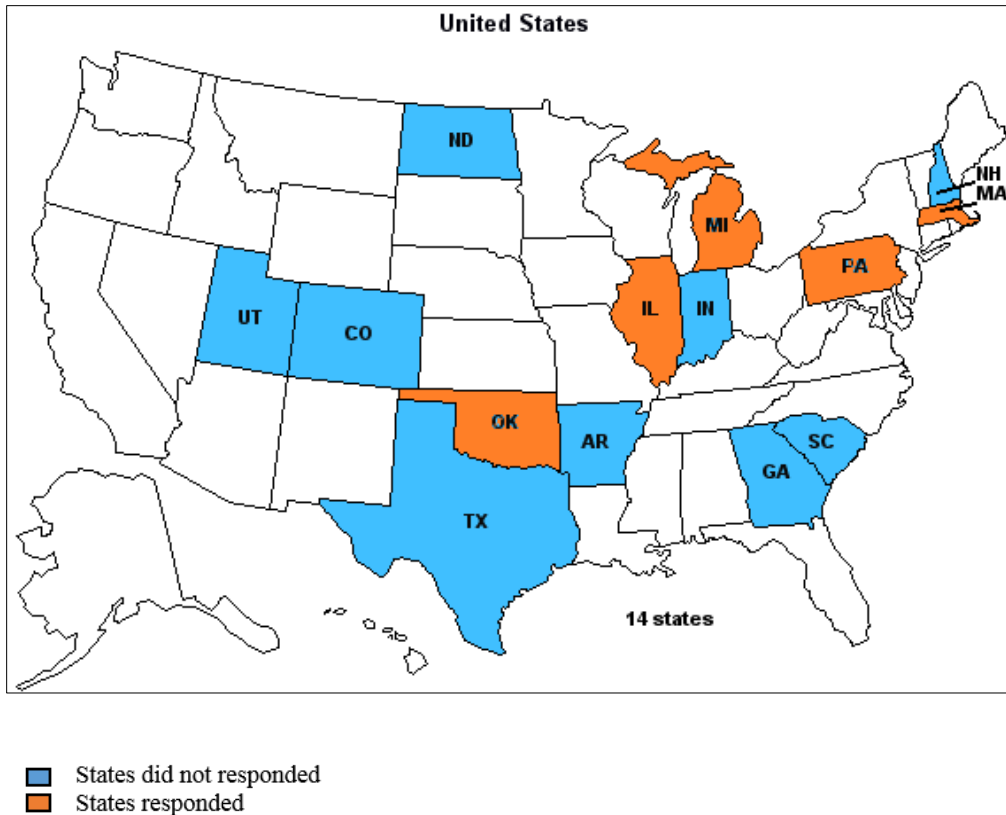 United States
ND
NH
MA
MI
PA
UT
CO
IL
IN
OK
AR
SC
GA
TX
14 states
States did not responded
States responded